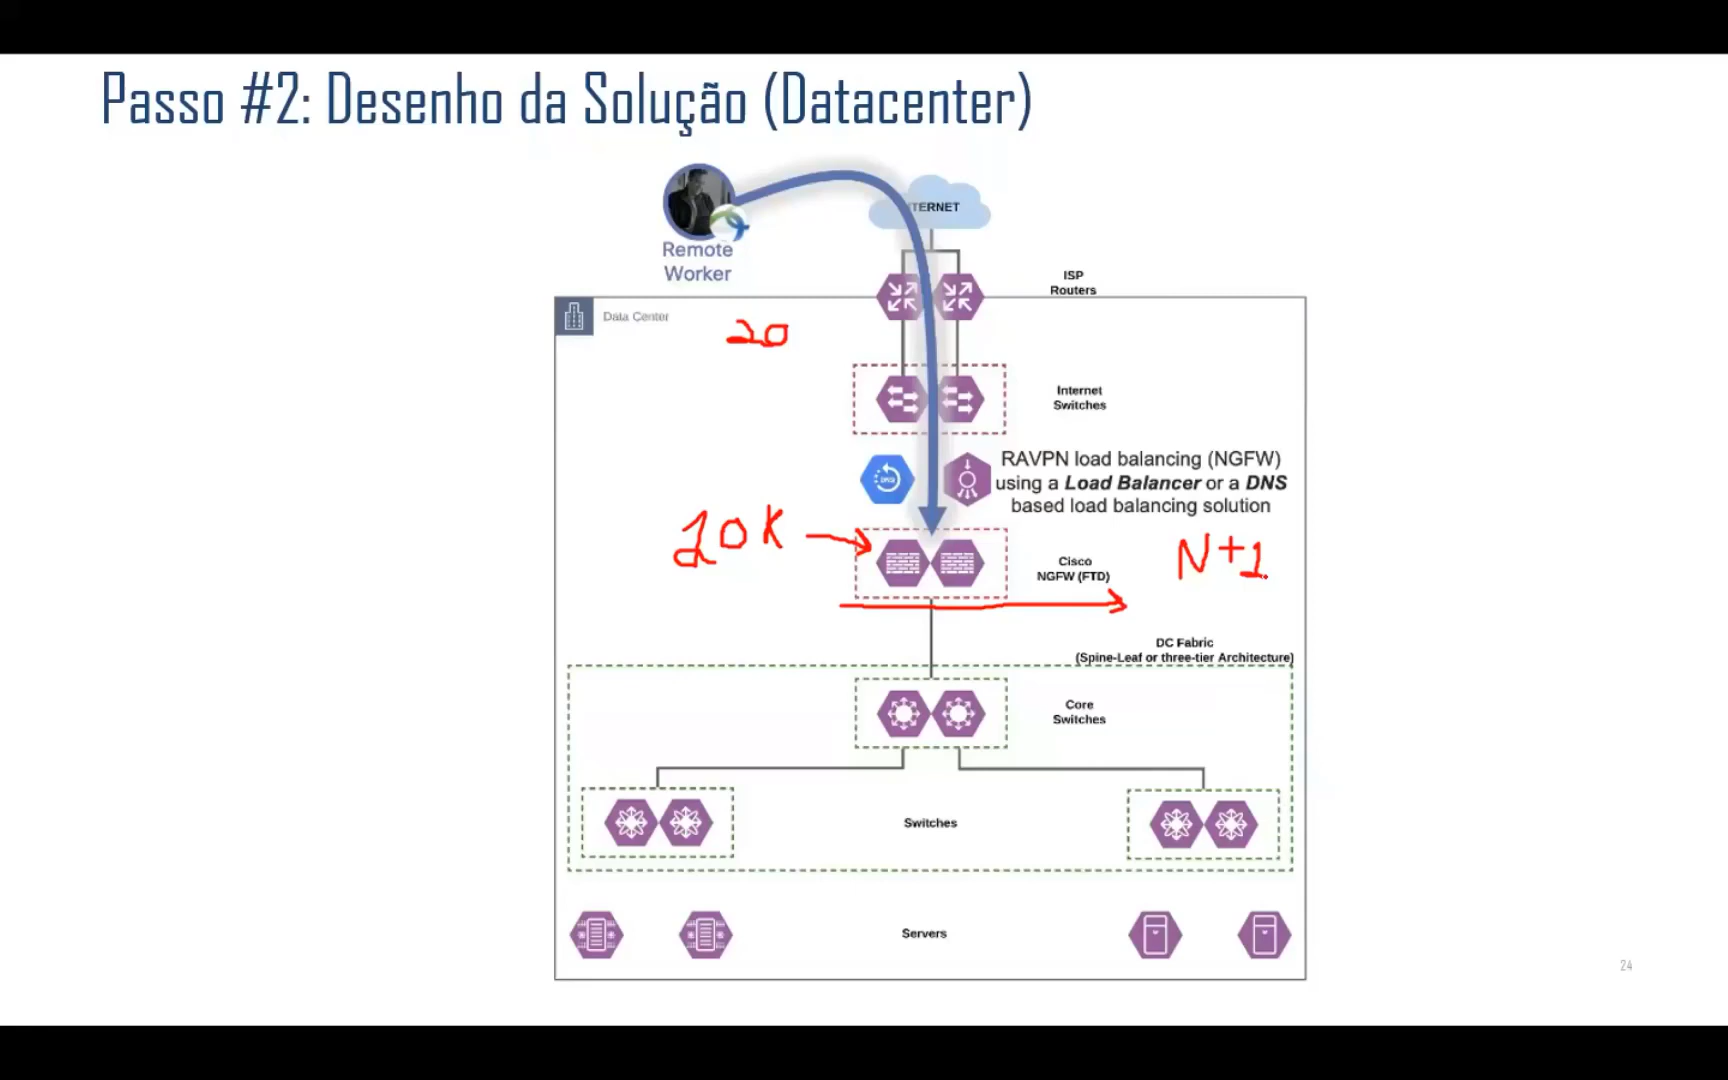 Passo #2: Desenho da Solução (Datacenter)
TERNET
Remote
Worker
ISP
Routers
Data Center
20
Internet
Switches
RAVPN load balancing (NGFW)
using a Load Balancer or a DNS
based load balancing solution
10K
N+1
Cisco
NGFW (FTD)
DC Fabric
(Spine-Leaf or three-tier Architecture)
Core
Switches
Switches
Servers
24